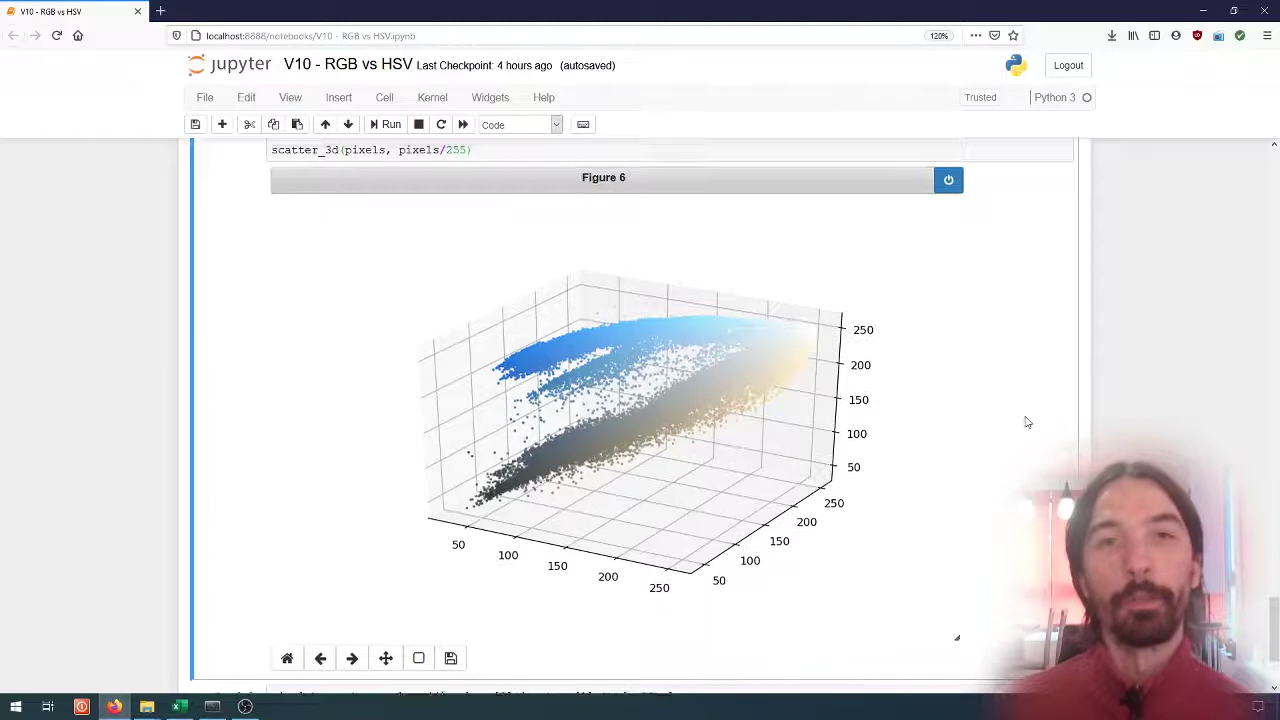 V10 - RGB vs HSV
localhost:8888/notebooks/V10 - RGB vs HSV.ipynb
120%
jupyter V10 - RGB vs HSV Last Checkpoint: 4 hours ago (autosaved)
Logout
File Edit View Insert Cell Kernel Widgets Help
Trusted
Python 3
Run
Code
scatter_3d(pixels, pixels/255)
Figure 6
250
200
150
100
50
50
100
150
200
250
250
200
150
100
50